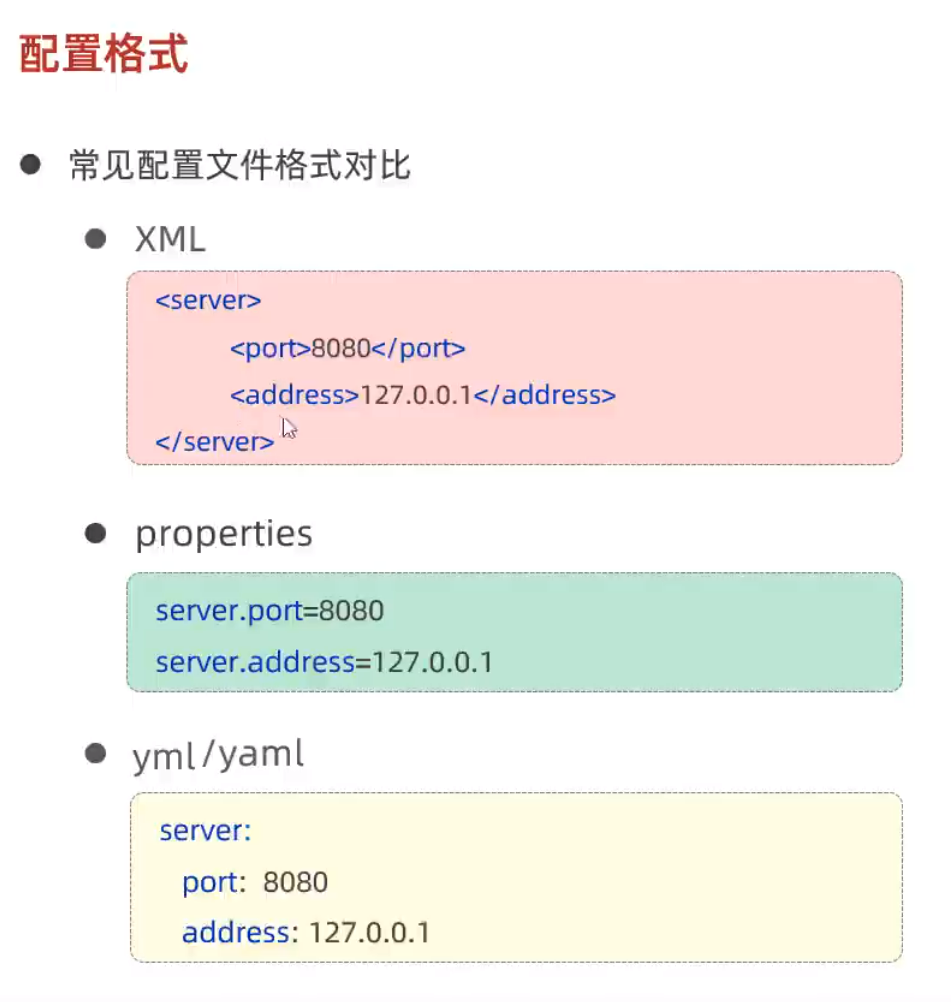 配置格式
常见配置文件格式对比
XML
<server>
<port>8080</port>
<address>127.0.0.1</address>
</server>
properties
server.port=8080
server.address=127.0.0.1
yml/yaml
server:
port: 8080
address: 127.0.0.1